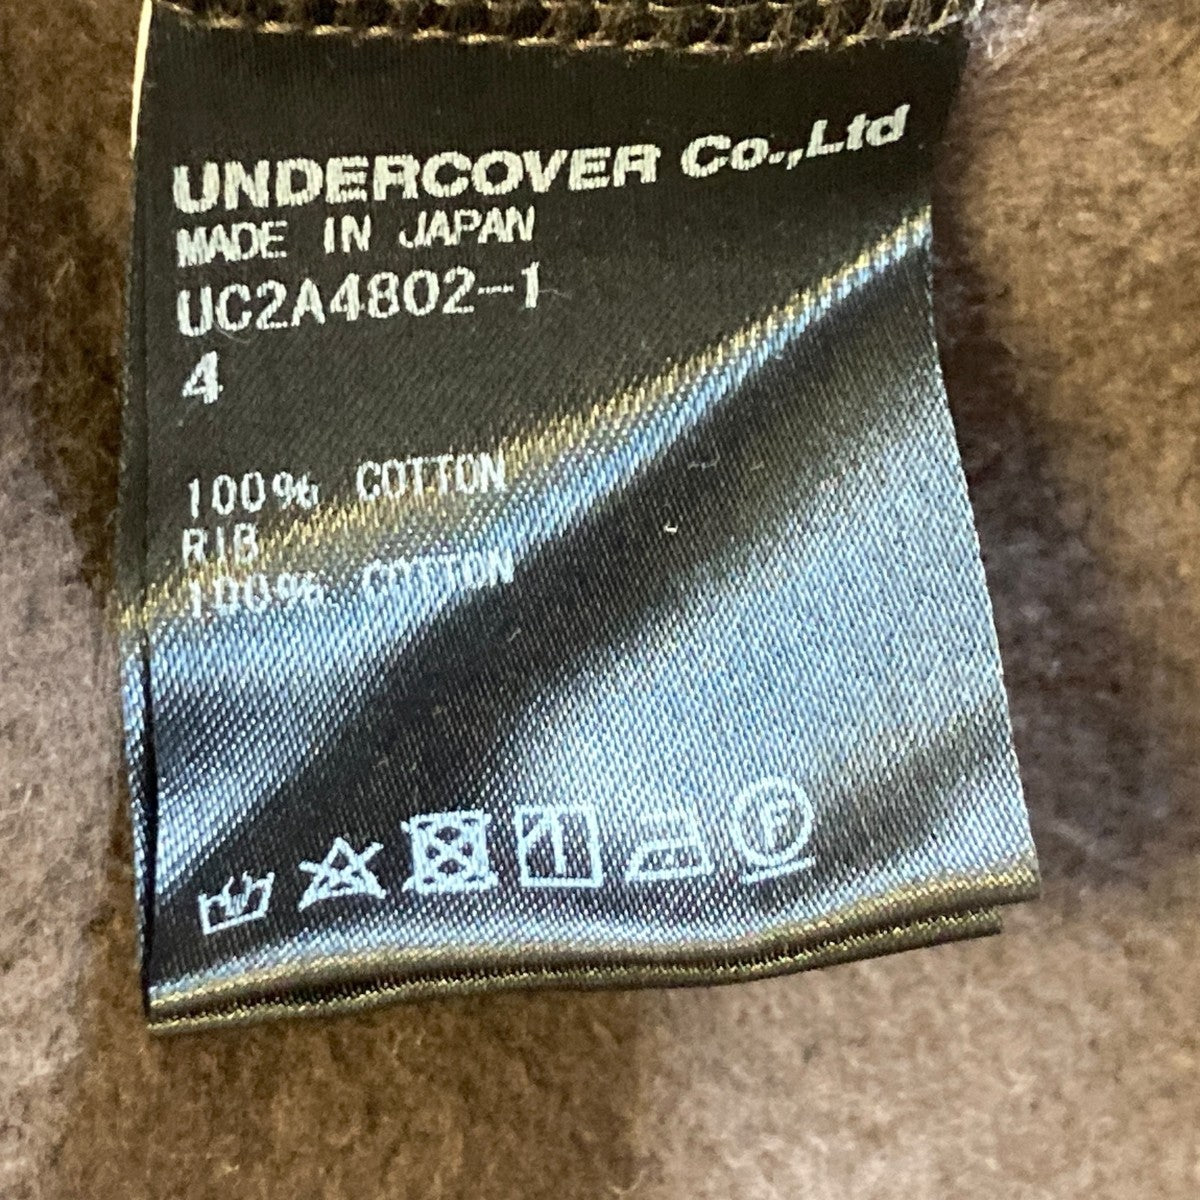 UNDERCOVER Co.,Ltd
MADE IN JAPAN
UC2A4802-1
4
100% COTTON
RIB
100% COTTON
F